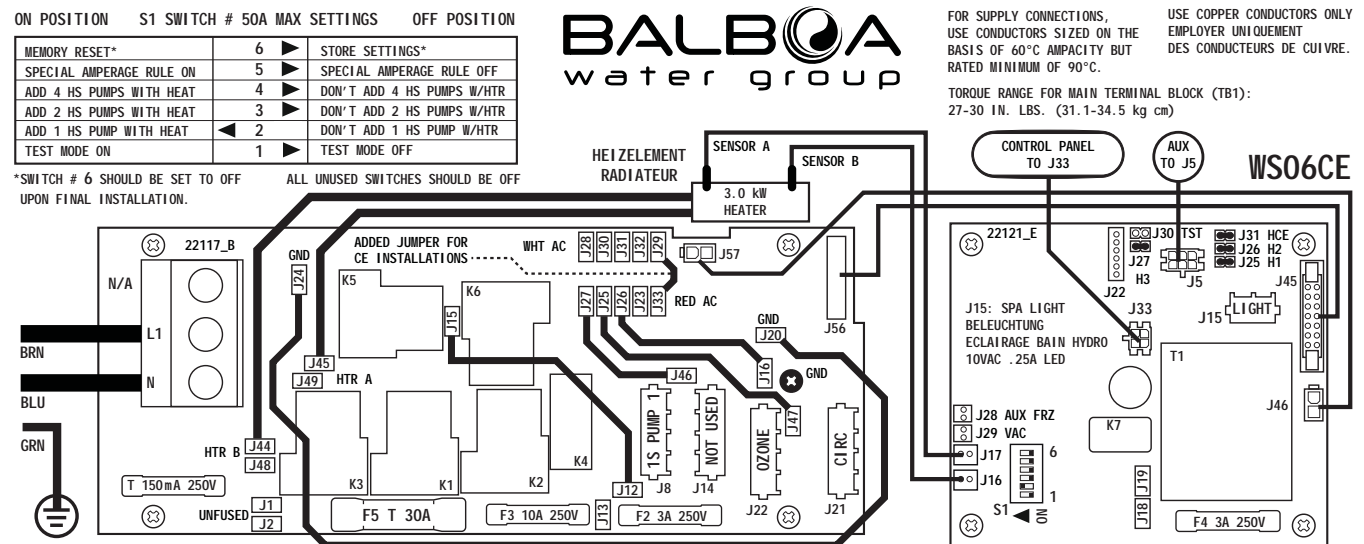 ON POSITION S1 SWITCH # 50A MAX SETTINGS OFF POSITION
MEMORY RESET* 6 ▶ STORE SETTINGS*
SPECIAL AMPERAGE RULE ON 5 ▶ SPECIAL AMPERAGE RULE OFF
ADD 4 HS PUMPS WITH HEAT 4 ▶ DON'T ADD 4 HS PUMPS W/HTR
ADD 2 HS PUMPS WITH HEAT 3 ▶ DON'T ADD 2 HS PUMPS W/HTR
ADD 1 HS PUMP WITH HEAT ◀ 2 DON'T ADD 1 HS PUMP W/HTR
TEST MODE ON 1 ▶ TEST MODE OFF
*SWITCH # 6 SHOULD BE SET TO OFF
UPON FINAL INSTALLATION.
ALL UNUSED SWITCHES SHOULD BE OFF
BALBOA
water group
FOR SUPPLY CONNECTIONS,
USE CONDUCTORS SIZED ON THE
BASIS OF 60°C AMPACITY BUT
RATED MINIMUM OF 90°C.
USE COPPER CONDUCTORS ONLY
EMPLOYER UNIQUEMENT
DES CONDUCTEURS DE CUIVRE.
TORQUE RANGE FOR MAIN TERMINAL BLOCK (TB1):
27-30 IN. LBS. (31.1-34.5 kg cm)
CONTROL PANEL
TO J33
AUX
TO J5
WS06CE
HEIZELEMENT
RADIATEUR
SENSOR A
SENSOR B
3.0 kW
HEATER
22117_B
N/A
L1
N
BRN
BLU
GRN
GND
J24
ADDED JUMPER FOR
CE INSTALLATIONS
WHT AC
J28
J30
J31
J32
J29
J57
K5
K6
J15
J27
J25
J26
J23
J33
RED AC
J56
GND
J20
J45
J49
HTR A
J46
J16
GND
J47
HTR B
J44
J48
K3
K1
K2
K4
1S PUMP 1
J8
NOT USED
J14
OZONE
J22
CIRC
J21
T 150mA 250V
UNFUSED
J1
J2
F5 T 30A
F3 10A 250V
J12
J13
F2 3A 250V
22121_E
J30 TST
J27
H3
J22
J5
J31 HCE
J26 H2
J25 H1
J45
J15
LIGHT
J15: SPA LIGHT
BELEUCHTUNG
ECLAIRAGE BAIN HYDRO
10VAC .25A LED
J33
T1
J46
K7
J28 AUX FRZ
J29 VAC
J17
J16
6
1
S1
ON
J19
J18
F4 3A 250V